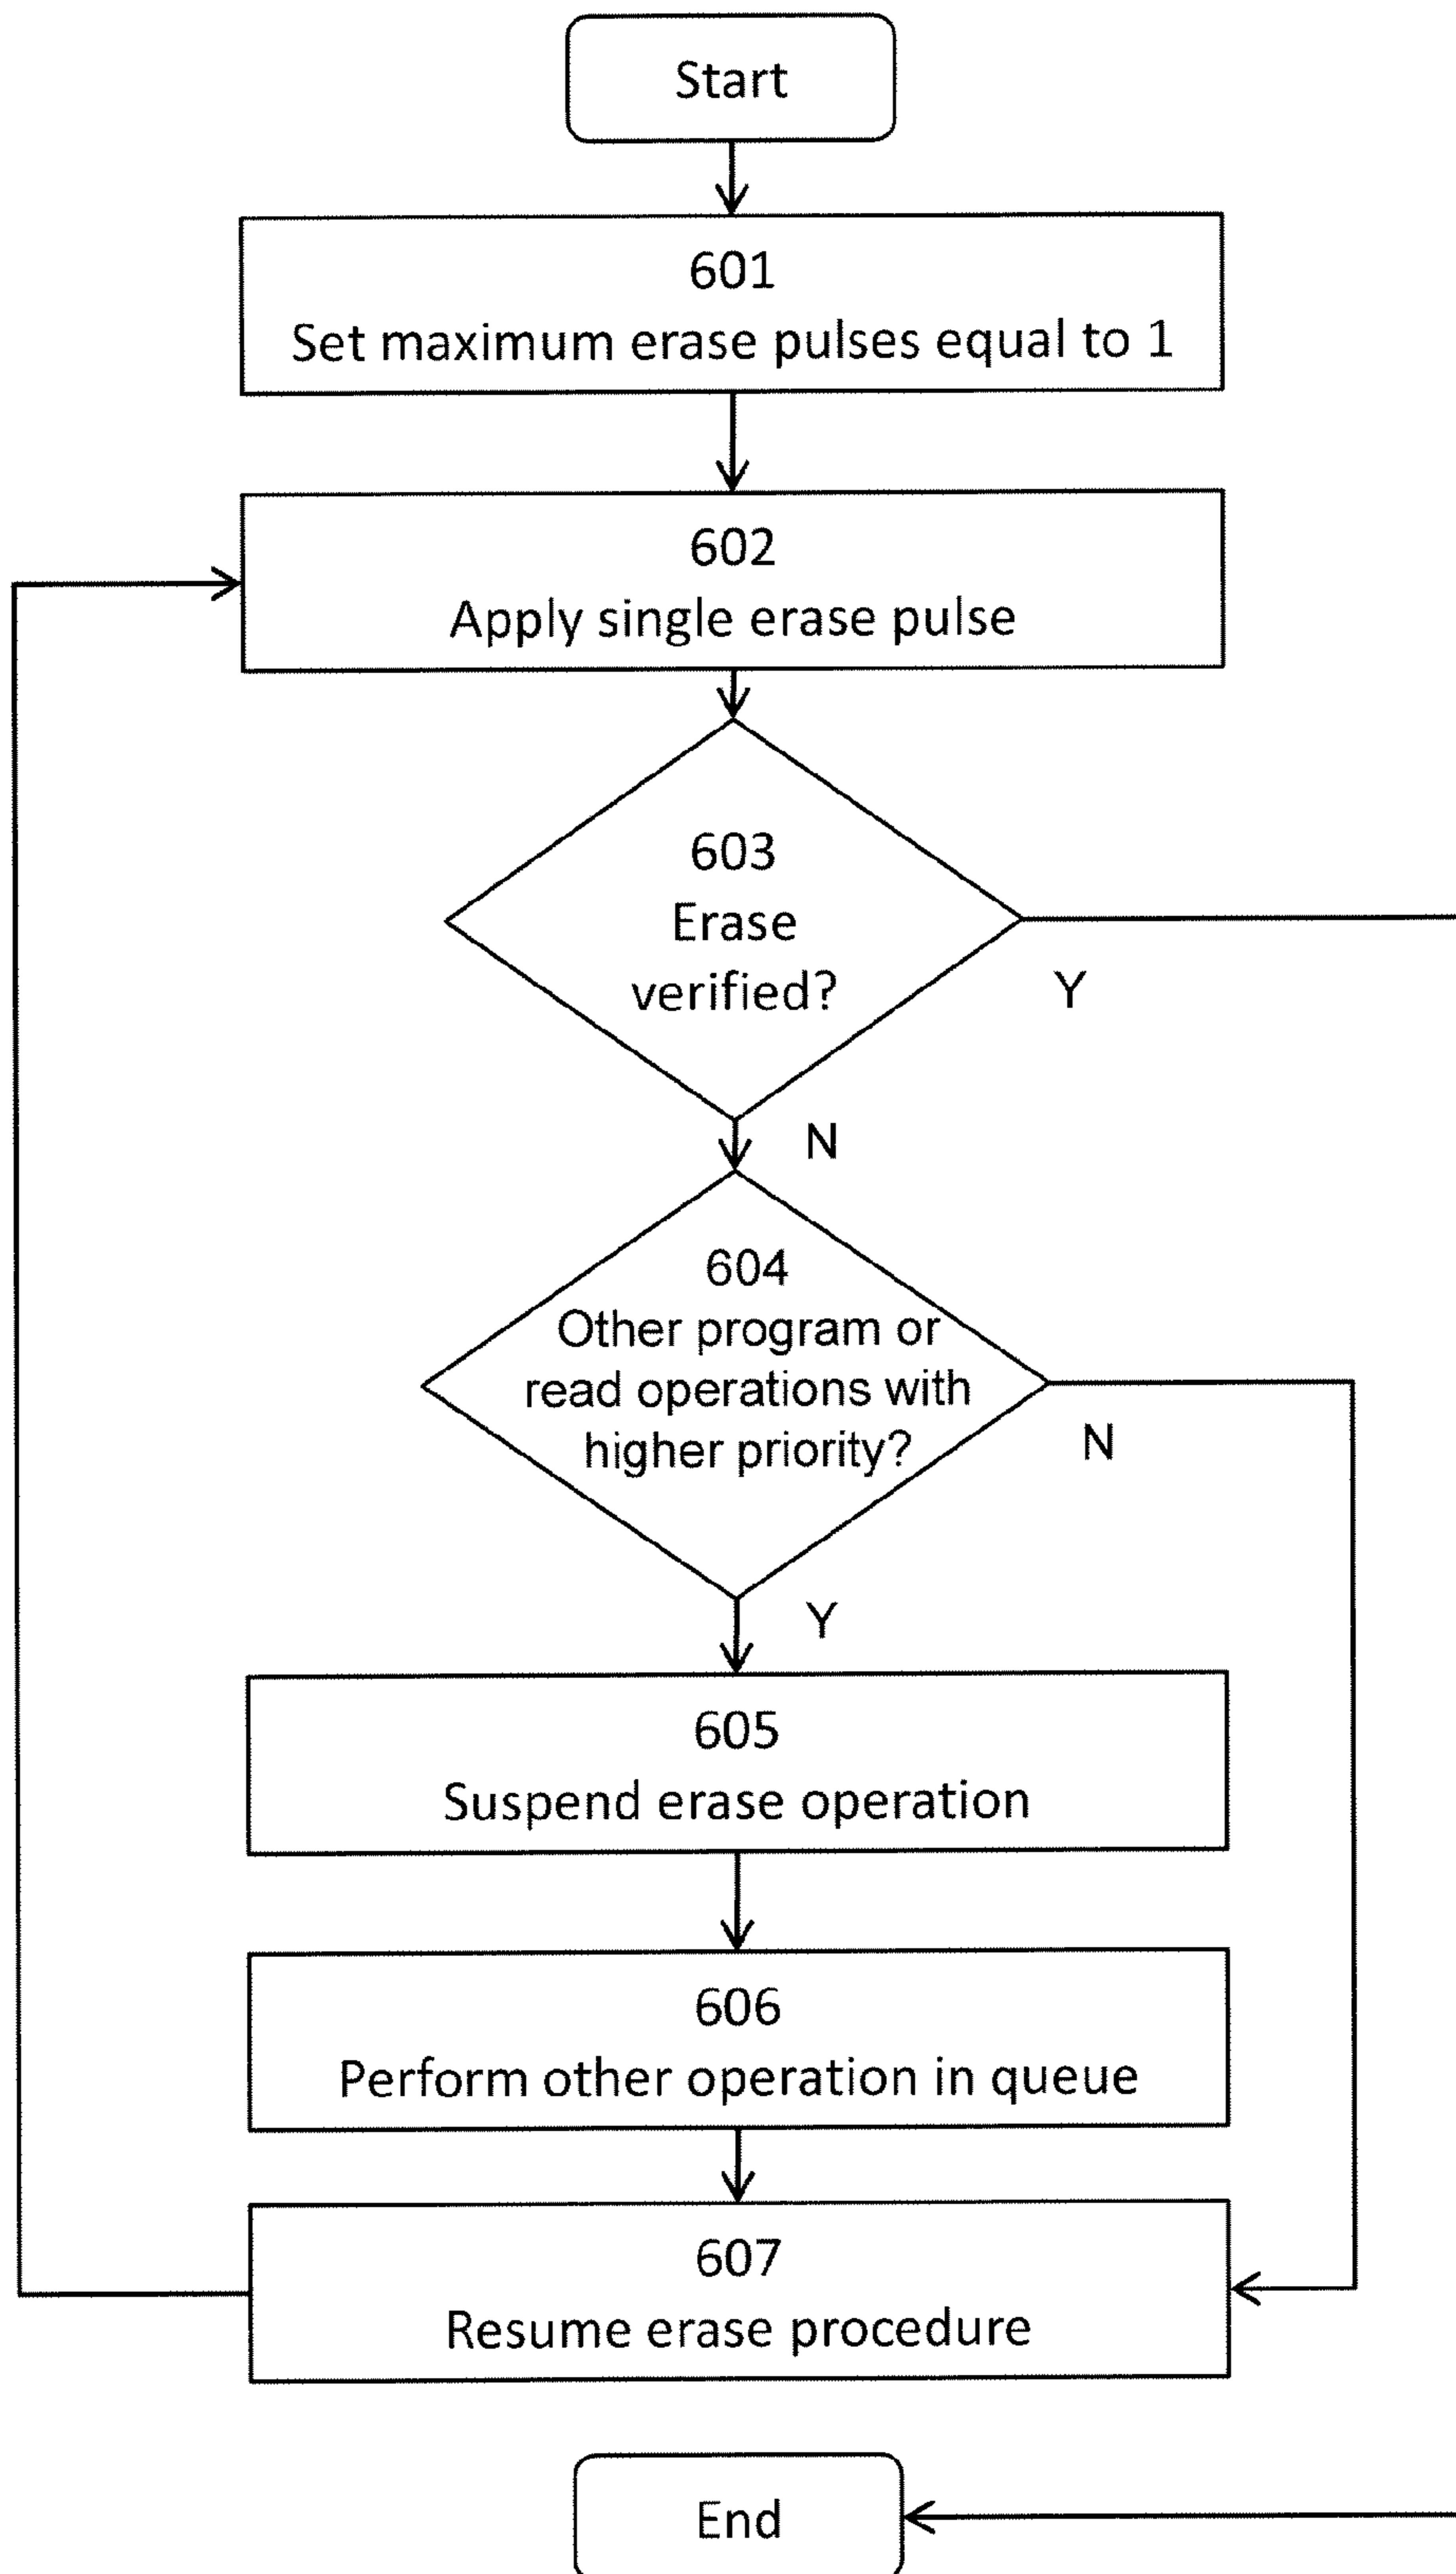 Start
601
Set maximum erase pulses equal to 1
602
Apply single erase pulse
603
Erase
verified?
Y
N
604
Other program or
read operations with
higher priority?
N
Y
605
Suspend erase operation
606
Perform other operation in queue
607
Resume erase procedure
End